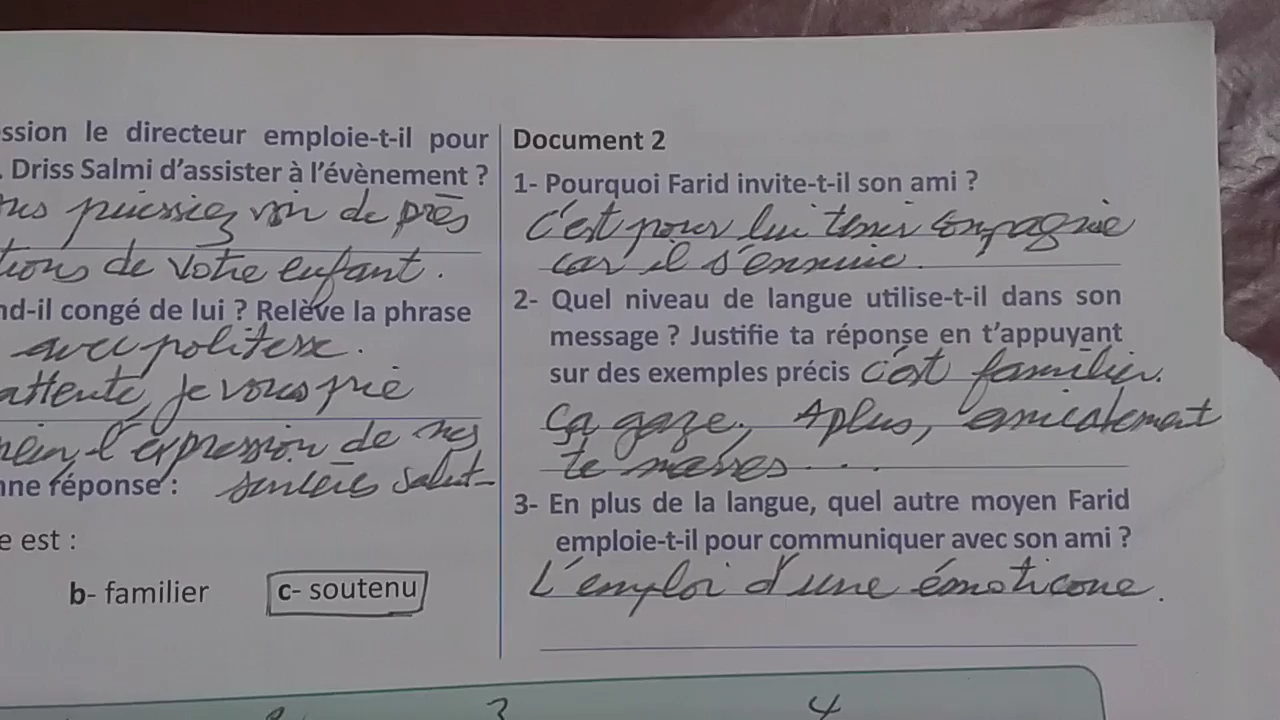 ssion le directeur emploie-t-il pour
. Driss Salmi d'assister à l'évènement ?
ous puissiez voir de près
tions de votre enfant.
nd-il congé de lui ? Relève la phrase
avec politesse.
attente, je vous prie
l'expression de mes
nne réponse : sincères salut-
e est :
b- familier c- soutenu
Document 2
1- Pourquoi Farid invite-t-il son ami ?
c'est pour lui tenir compagnie
car il s'ennuie.
2- Quel niveau de langue utilise-t-il dans son
message ? Justifie ta réponse en t'appuyant
sur des exemples précis c'est familier.
ça gaze, Aplus, amicalement
te
3- En plus de la langue, quel autre moyen Farid
emploie-t-il pour communiquer avec son ami ?
L'emploi d'une émoticone.
3 4